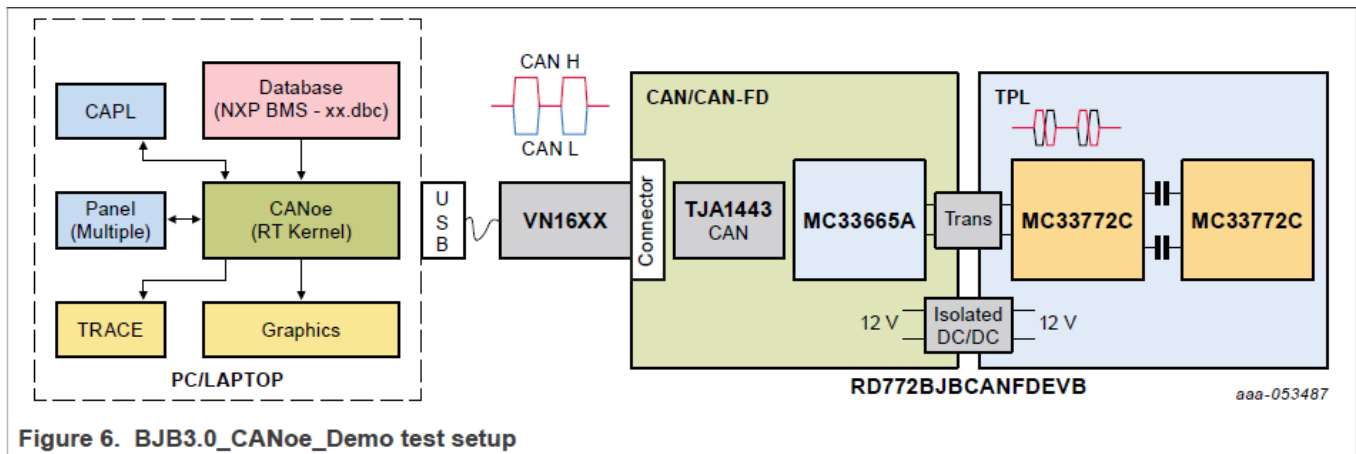 Database
(NXP BMS - xx.dbc)
CAPL
Panel
(Multiple)
CANoe
(RT Kernel)
TRACE
Graphics
PC/LAPTOP
U
S
B
VN16XX
CAN H
CAN L
CAN/CAN-FD
Connector
TJA1443
CAN
MC33665A
Trans
TPL
MC33772C
MC33772C
12 V
Isolated
DC/DC
12 V
RD772BJBCANFDEVB
aaa-053487
Figure 6. BJB3.0_CANoe_Demo test setup